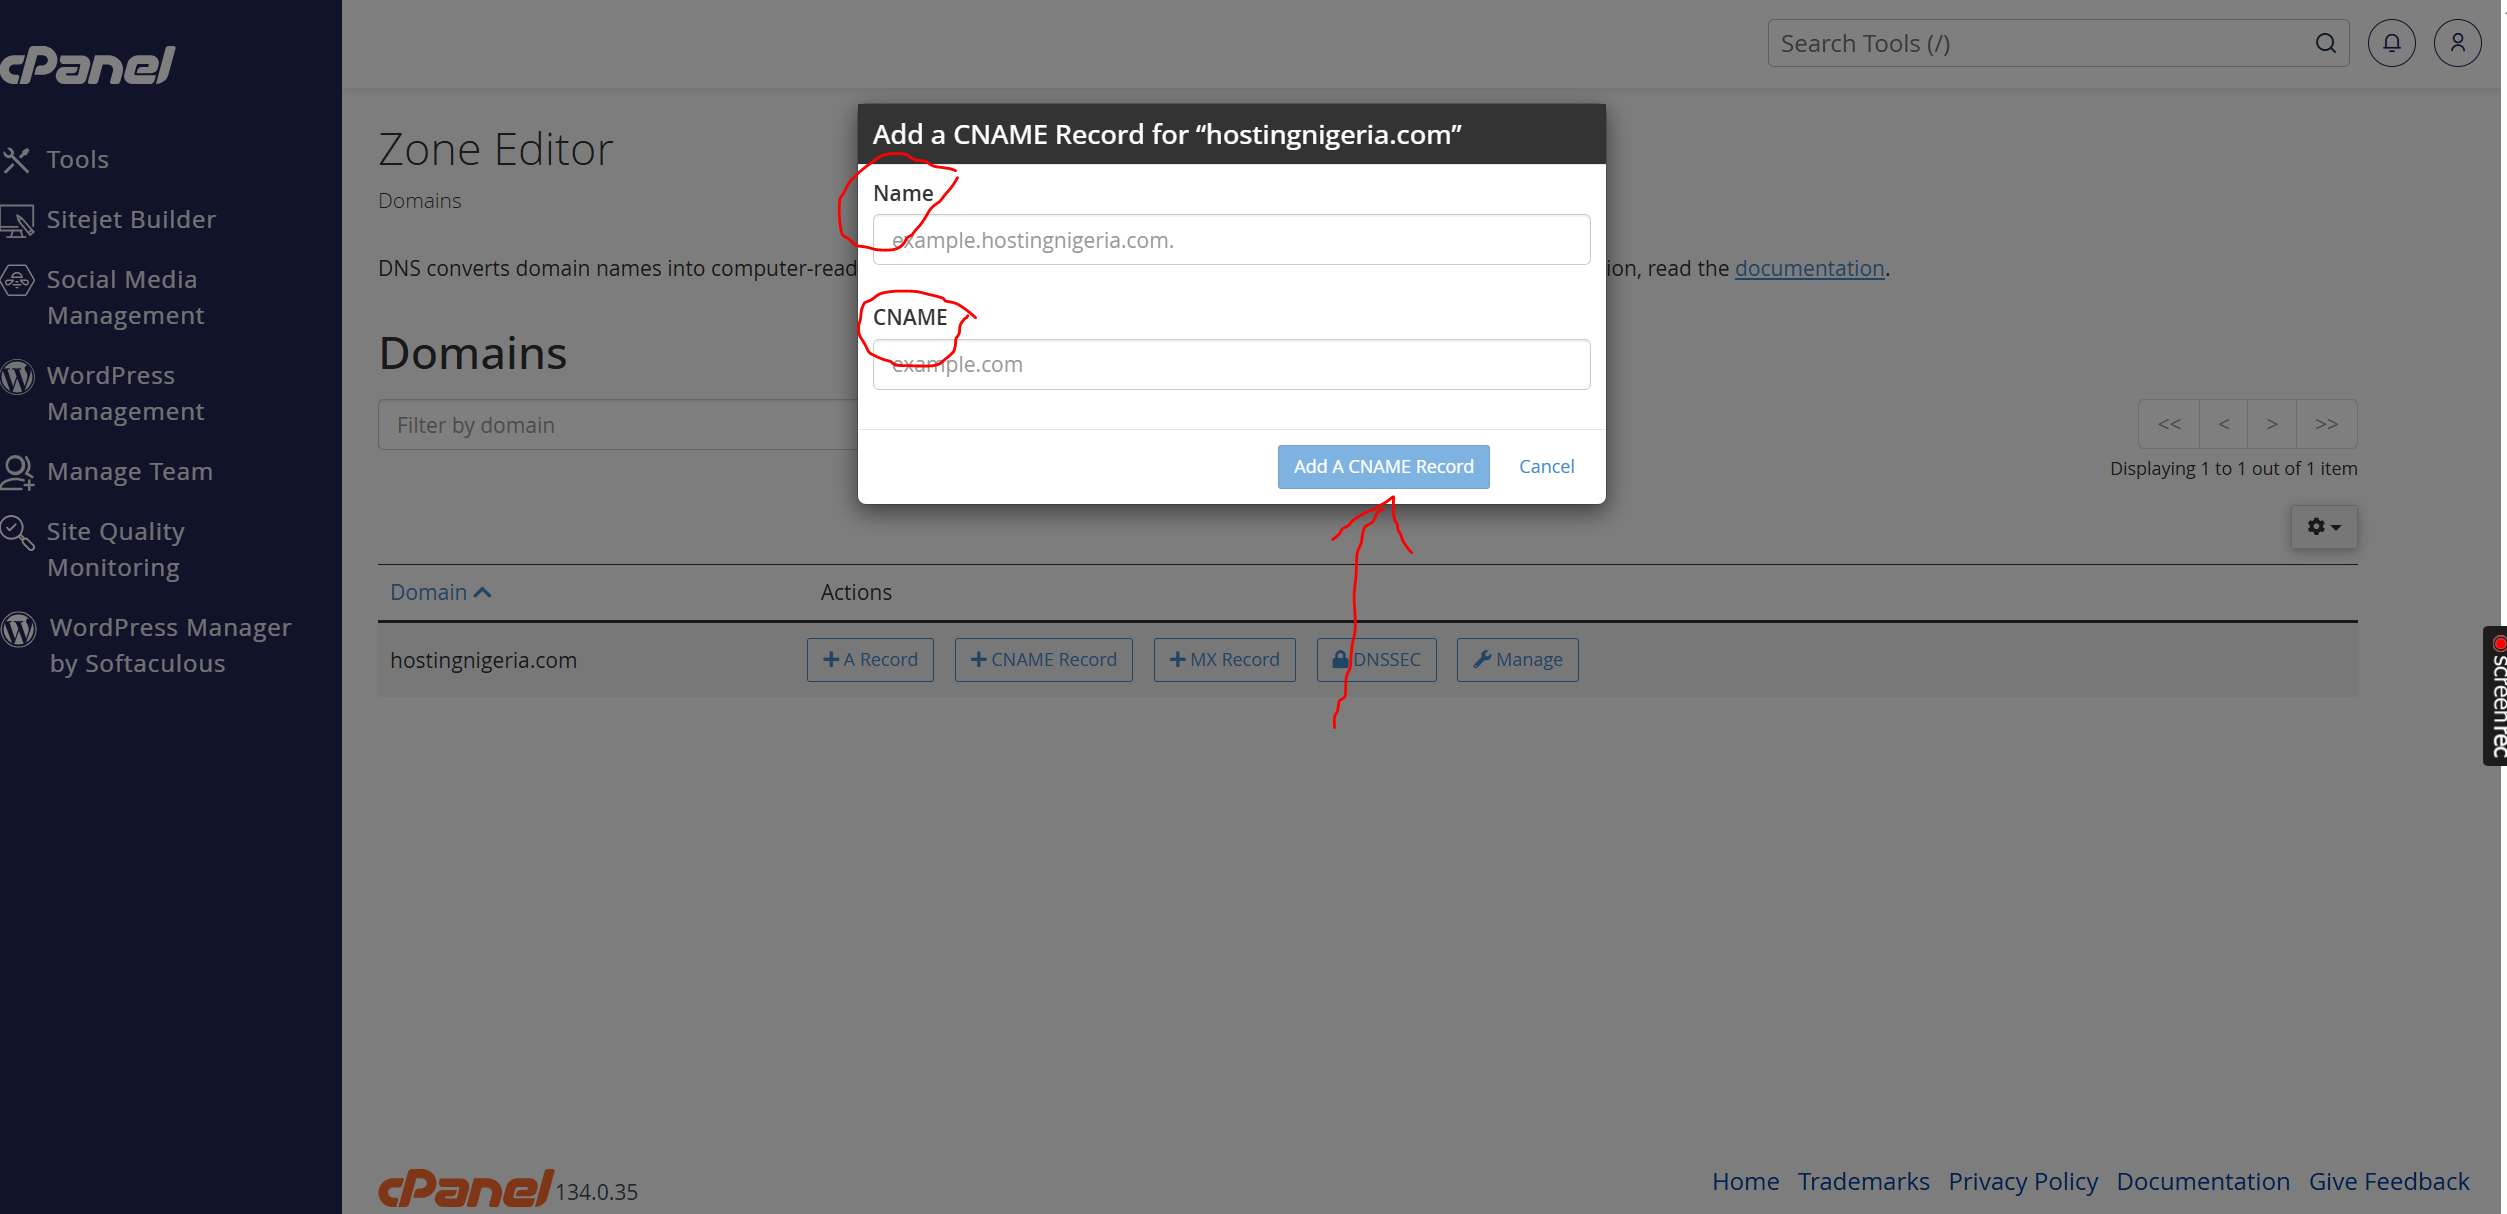 cPanel
Search Tools (/)
Tools
Sitejet Builder
Social Media
Management
WordPress
Management
Manage Team
Site Quality
Monitoring
WordPress Manager
by Softaculous
Zone Editor
Domains
DNS converts domain names into computer-read
ion, read the documentation.
Add a CNAME Record for “hostingnigeria.com”
Name
example.hostingnigeria.com.
CNAME
example.com
Add A CNAME Record Cancel
Domains
Filter by domain
<< < > >>
Displaying 1 to 1 out of 1 item
Domain Actions
hostingnigeria.com A Record CNAME Record MX Record DNSSEC Manage
screenrec
cPanel 134.0.35
Home Trademarks Privacy Policy Documentation Give Feedback